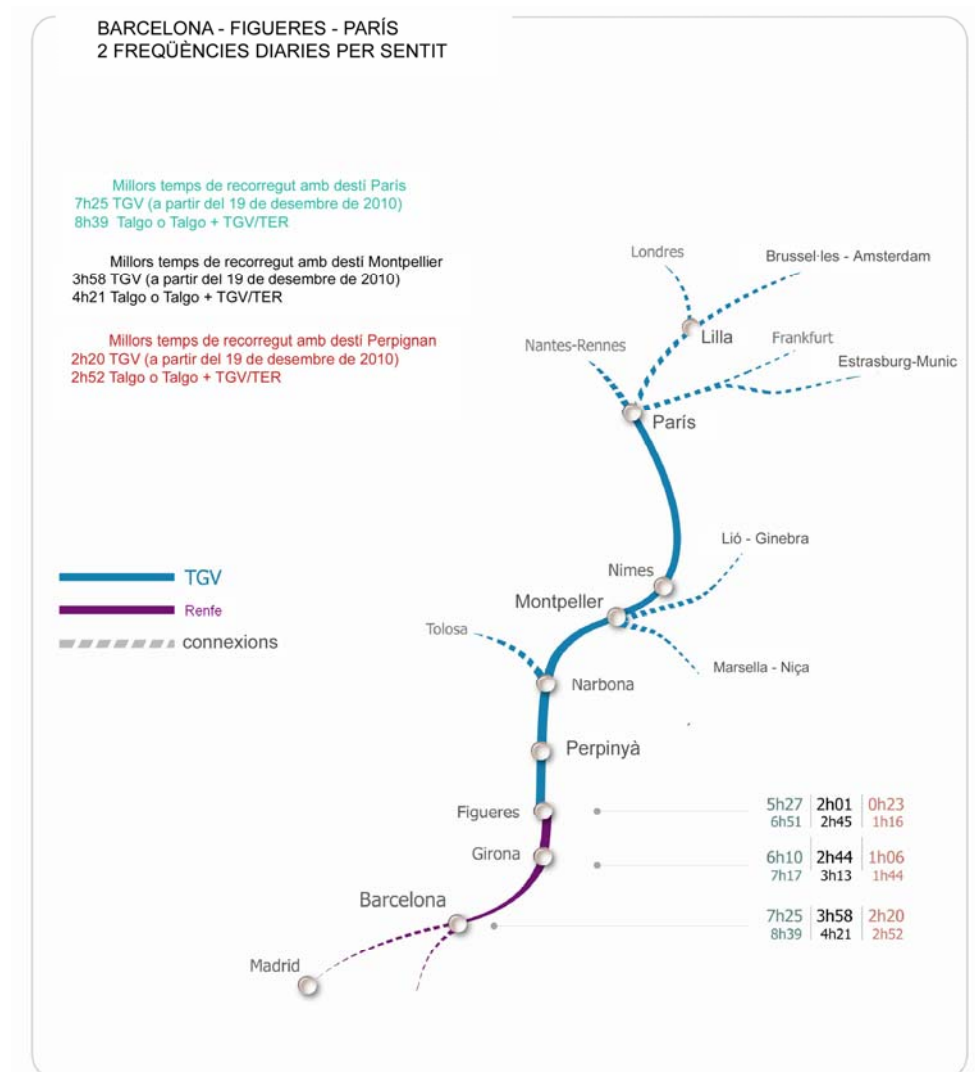 BARCELONA - FIGUERES - PARÍS
2 FREQÜÈNCIES DIARIES PER SENTIT
Millors temps de recorregut amb destí París
7h25 TGV (a partir del 19 de desembre de 2010)
8h39 Talgo o Talgo + TGV/TER
Millors temps de recorregut amb destí Montpellier
3h58 TGV (a partir del 19 de desembre de 2010)
4h21 Talgo o Talgo + TGV/TER
Millors temps de recorregut amb destí Perpignan
2h20 TGV (a partir del 19 de desembre de 2010)
2h52 Talgo o Talgo + TGV/TER
Londres
Brussel·les - Amsterdam
Lilla
Nantes-Rennes
Frankfurt
Estrasburg-Munic
París
Lió - Ginebra
Nimes
Montpeller
TGV
Renfe
connexions
Tolosa
Marsella - Niça
Narbona
Perpinyà
Figueres
5h27 2h01 0h23
6h51 2h45 1h16
Girona
6h10 2h44 1h06
7h17 3h13 1h44
Barcelona
7h25 3h58 2h20
8h39 4h21 2h52
Madrid